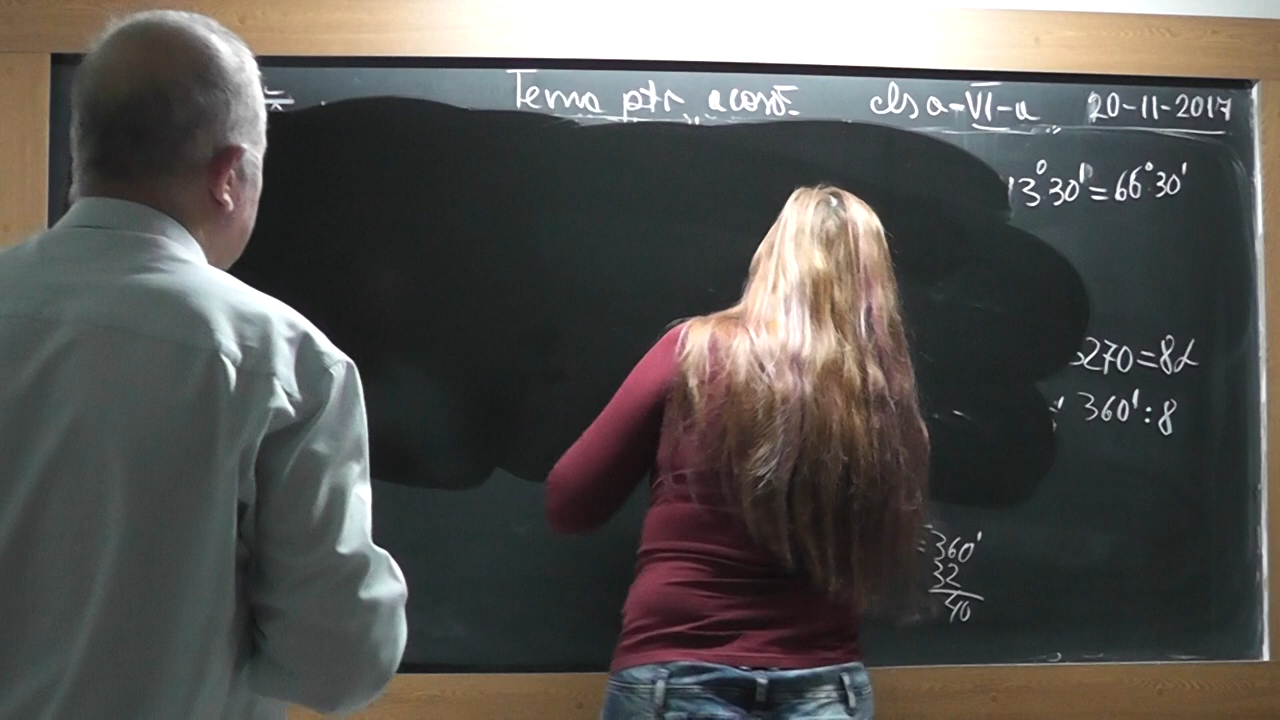 Tema ptr. acasă: cls a-VI-a 20-11-2017
13°30'=66°30'
270=8α
360':8
=360'
32
40